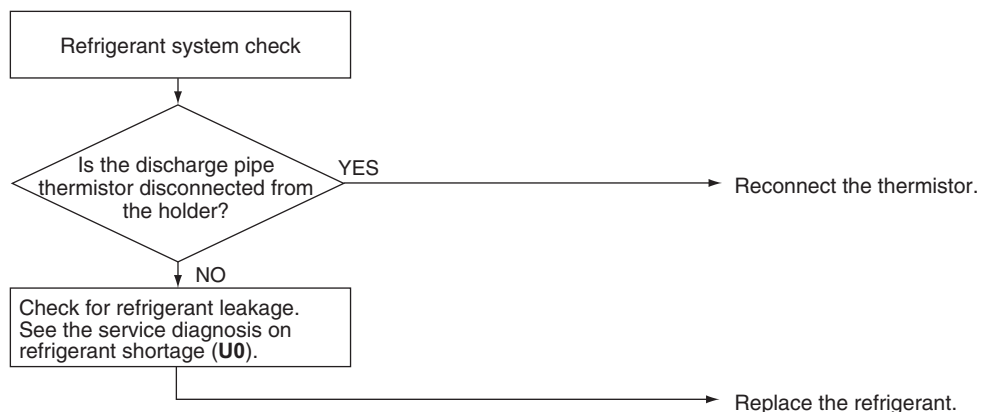 Refrigerant system check
Is the discharge pipe
thermistor disconnected from
the holder?
YES
Reconnect the thermistor.
NO
Check for refrigerant leakage.
See the service diagnosis on
refrigerant shortage (U0).
Replace the refrigerant.